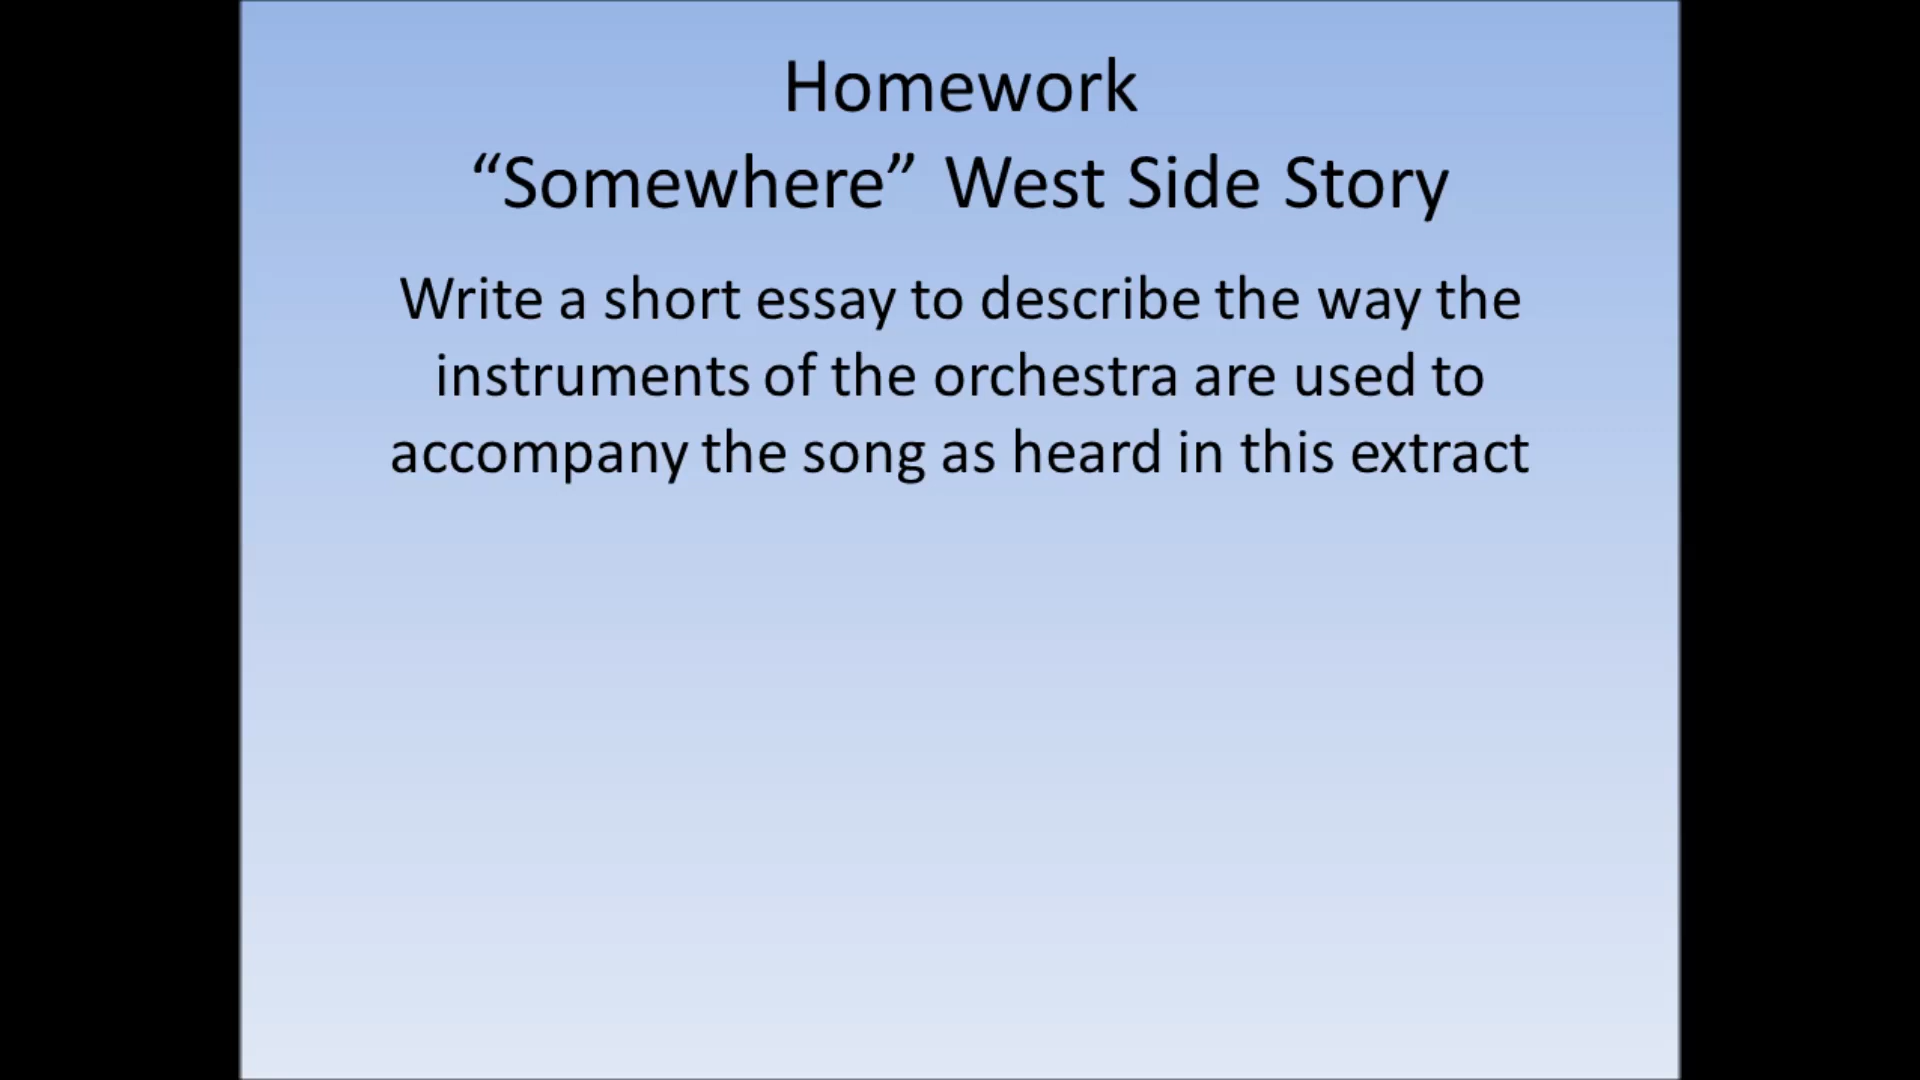 Homework
“Somewhere” West Side Story
Write a short essay to describe the way the
instruments of the orchestra are used to
accompany the song as heard in this extract